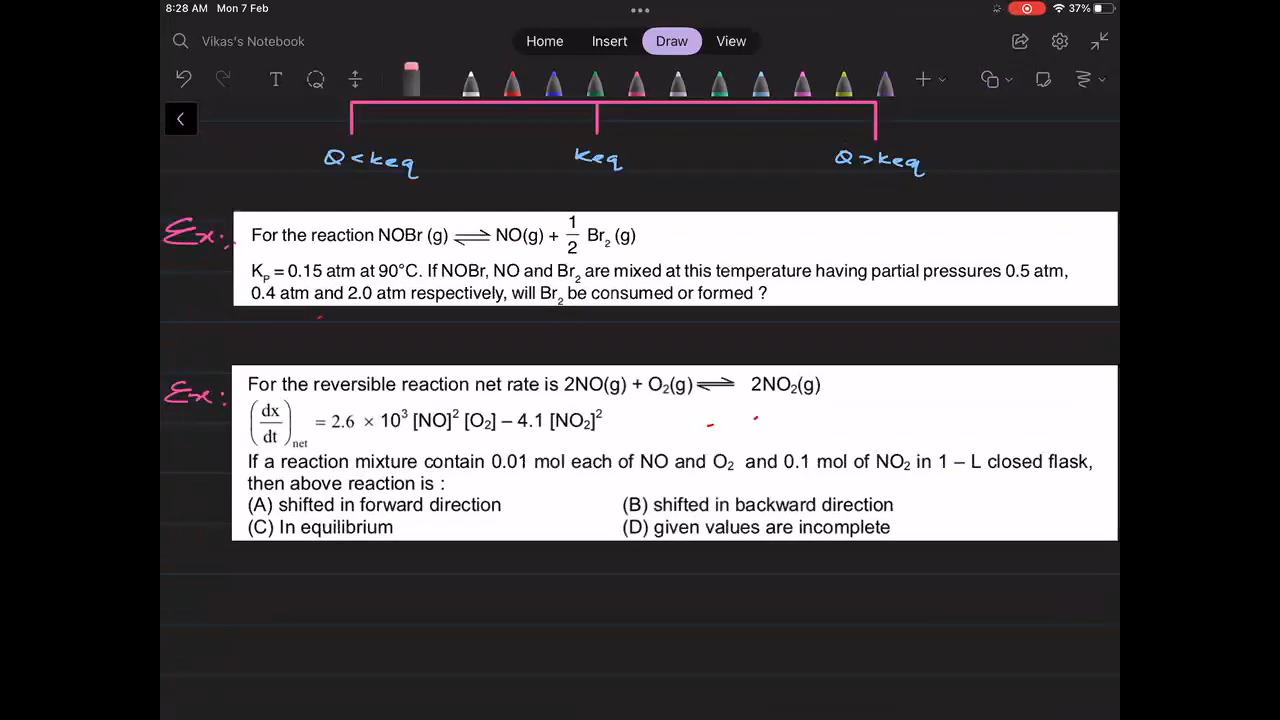 8:28 AM Mon 7 Feb
37%
Vikas's Notebook
Home Insert Draw View
Q < Keq Keq Q > Keq
Ex:
For the reaction NOBr (g) ⇌ NO(g) + 1/2 Br₂ (g)
K_P = 0.15 atm at 90°C. If NOBr, NO and Br₂ are mixed at this temperature having partial pressures 0.5 atm,
0.4 atm and 2.0 atm respectively, will Br₂ be consumed or formed ?
Ex:
For the reversible reaction net rate is 2NO(g) + O₂(g) ⇌ 2NO₂(g)
(dx/dt)net = 2.6 × 10³ [NO]² [O₂] – 4.1 [NO₂]²
If a reaction mixture contain 0.01 mol each of NO and O₂ and 0.1 mol of NO₂ in 1 – L closed flask,
then above reaction is :
(A) shifted in forward direction (B) shifted in backward direction
(C) In equilibrium (D) given values are incomplete